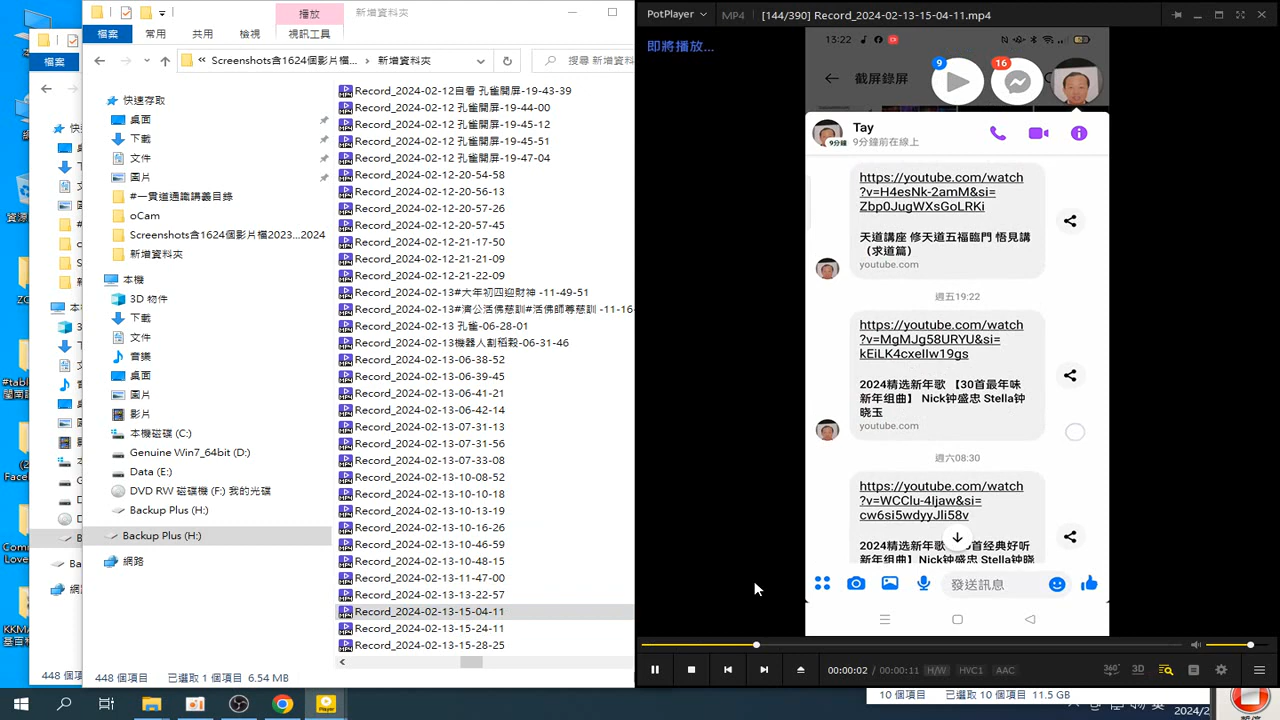 播放
新增資料夾
檔案
常用
共用
檢視
視訊工具
檔案
« Screenshots含1624個影片檔... › 新增資料夾
搜尋 新增資料夾
快速存取
桌面
下載
文件
圖片
#一貫道通識講義目錄
oCam
Screenshots含1624個影片檔2023...2024
新增資料夾
本機
3D 物件
下載
文件
音樂
桌面
圖片
影片
本機磁碟 (C:)
Genuine Win7_64bit (D:)
Data (E:)
DVD RW 磁碟機 (F:) 我的光碟
Backup Plus (H:)
Backup Plus (H:)
網路
Record_2024-02-12自看 孔雀開屏-19-43-39
Record_2024-02-12 孔雀開屏-19-44-00
Record_2024-02-12 孔雀開屏-19-45-12
Record_2024-02-12 孔雀開屏-19-45-51
Record_2024-02-12 孔雀開屏-19-47-04
Record_2024-02-12-20-54-58
Record_2024-02-12-20-56-13
Record_2024-02-12-20-57-26
Record_2024-02-12-20-57-45
Record_2024-02-12-21-17-50
Record_2024-02-12-21-21-09
Record_2024-02-12-21-22-09
Record_2024-02-13#大年初四迎財神 -11-49-51
Record_2024-02-13#濟公活佛慈訓#活佛師尊慈訓 -11-16-
Record_2024-02-13 孔雀-06-28-01
Record_2024-02-13機器人割稻穀-06-31-46
Record_2024-02-13-06-38-52
Record_2024-02-13-06-39-45
Record_2024-02-13-06-41-21
Record_2024-02-13-06-42-14
Record_2024-02-13-07-31-13
Record_2024-02-13-07-31-56
Record_2024-02-13-07-33-08
Record_2024-02-13-10-08-52
Record_2024-02-13-10-10-18
Record_2024-02-13-10-13-19
Record_2024-02-13-10-16-26
Record_2024-02-13-10-46-59
Record_2024-02-13-10-48-15
Record_2024-02-13-11-47-00
Record_2024-02-13-13-22-57
Record_2024-02-13-15-04-11
Record_2024-02-13-15-24-11
Record_2024-02-13-15-28-25
448 個項目
已選取 1 個項目 6.54 MB
PotPlayer
MP4
[144/390] Record_2024-02-13-15-04-11.mp4
即將播放...
13:22
截屏錄屏
9
16
Tay
9分鐘
9分鐘前在線上
https://youtube.com/watch
?v=H4esNk-2amM&si=
Zbp0JugWXsGoLRKi
天道講座 修天道五福臨門 悟見講
（求道篇）
youtube.com
週五19:22
https://youtube.com/watch
?v=MgMJg58URYU&si=
kEiLK4cxeIlw19gs
2024精选新年歌 【30首最年味
新年组曲】 Nick钟盛忠 Stella钟
晓玉
youtube.com
週六08:30
https://youtube.com/watch
?v=WCClu-4Ijaw&si=
cw6si5wdyyJli58v
發送訊息
00:00:02 / 00:00:11
H/W
HVC1
AAC
360°
3D
10 個項目
已選取 10 個項目 11.5 GB